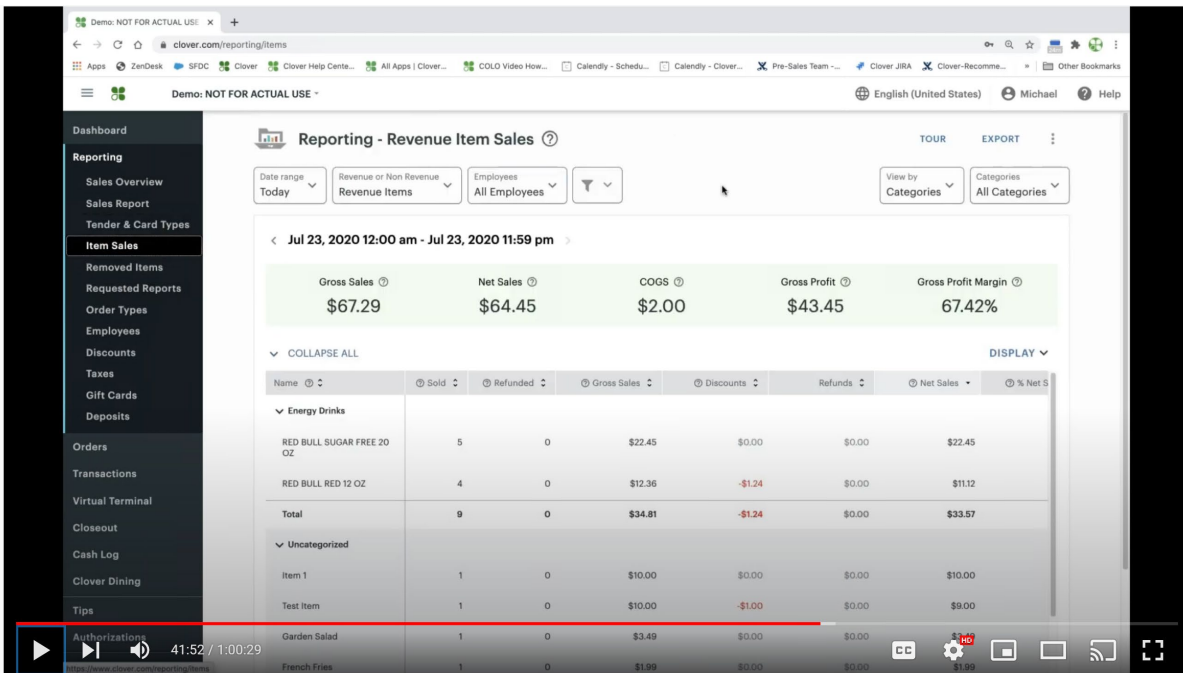 Demo: NOT FOR ACTUAL USE
clover.com/reporting/items
Apps ZenDesk SFDC Clover Clover Help Cente... All Apps | Clover... COLO Video How... Calendly - Schedu... Calendly - Clover... Pre-Sales Team -... Clover JIRA Clover-Recomme... » Other Bookmarks
Demo: NOT FOR ACTUAL USE English (United States) Michael Help
Dashboard
Reporting
Sales Overview
Sales Report
Tender & Card Types
Item Sales
Removed Items
Requested Reports
Order Types
Employees
Discounts
Taxes
Gift Cards
Deposits
Orders
Transactions
Virtual Terminal
Closeout
Cash Log
Clover Dining
Tips
Authorizations
https://www.clover.com/reporting/items
Reporting - Revenue Item Sales ? TOUR EXPORT
Date range Revenue or Non Revenue Employees View by Categories
Today Revenue Items All Employees Categories All Categories
Jul 23, 2020 12:00 am - Jul 23, 2020 11:59 pm
Gross Sales ? Net Sales ? COGS ? Gross Profit ? Gross Profit Margin ?
$67.29 $64.45 $2.00 $43.45 67.42%
COLLAPSE ALL DISPLAY
Name ? ? Sold ? Refunded ? Gross Sales ? Discounts Refunds ? Net Sales ? % Net S
Energy Drinks
RED BULL SUGAR FREE 20 5 0 $22.45 $0.00 $0.00 $22.45
OZ
RED BULL RED 12 OZ 4 0 $12.36 -$1.24 $0.00 $11.12
Total 9 0 $34.81 -$1.24 $0.00 $33.57
Uncategorized
Item 1 1 0 $10.00 $0.00 $0.00 $10.00
Test Item 1 0 $10.00 -$1.00 $0.00 $9.00
Garden Salad 1 0 $3.49 $0.00 $0.00 $3.49
French Fries 1 0 $1.99 $0.00 $0.00 $1.99
41:52 / 1:00:29 CC HD